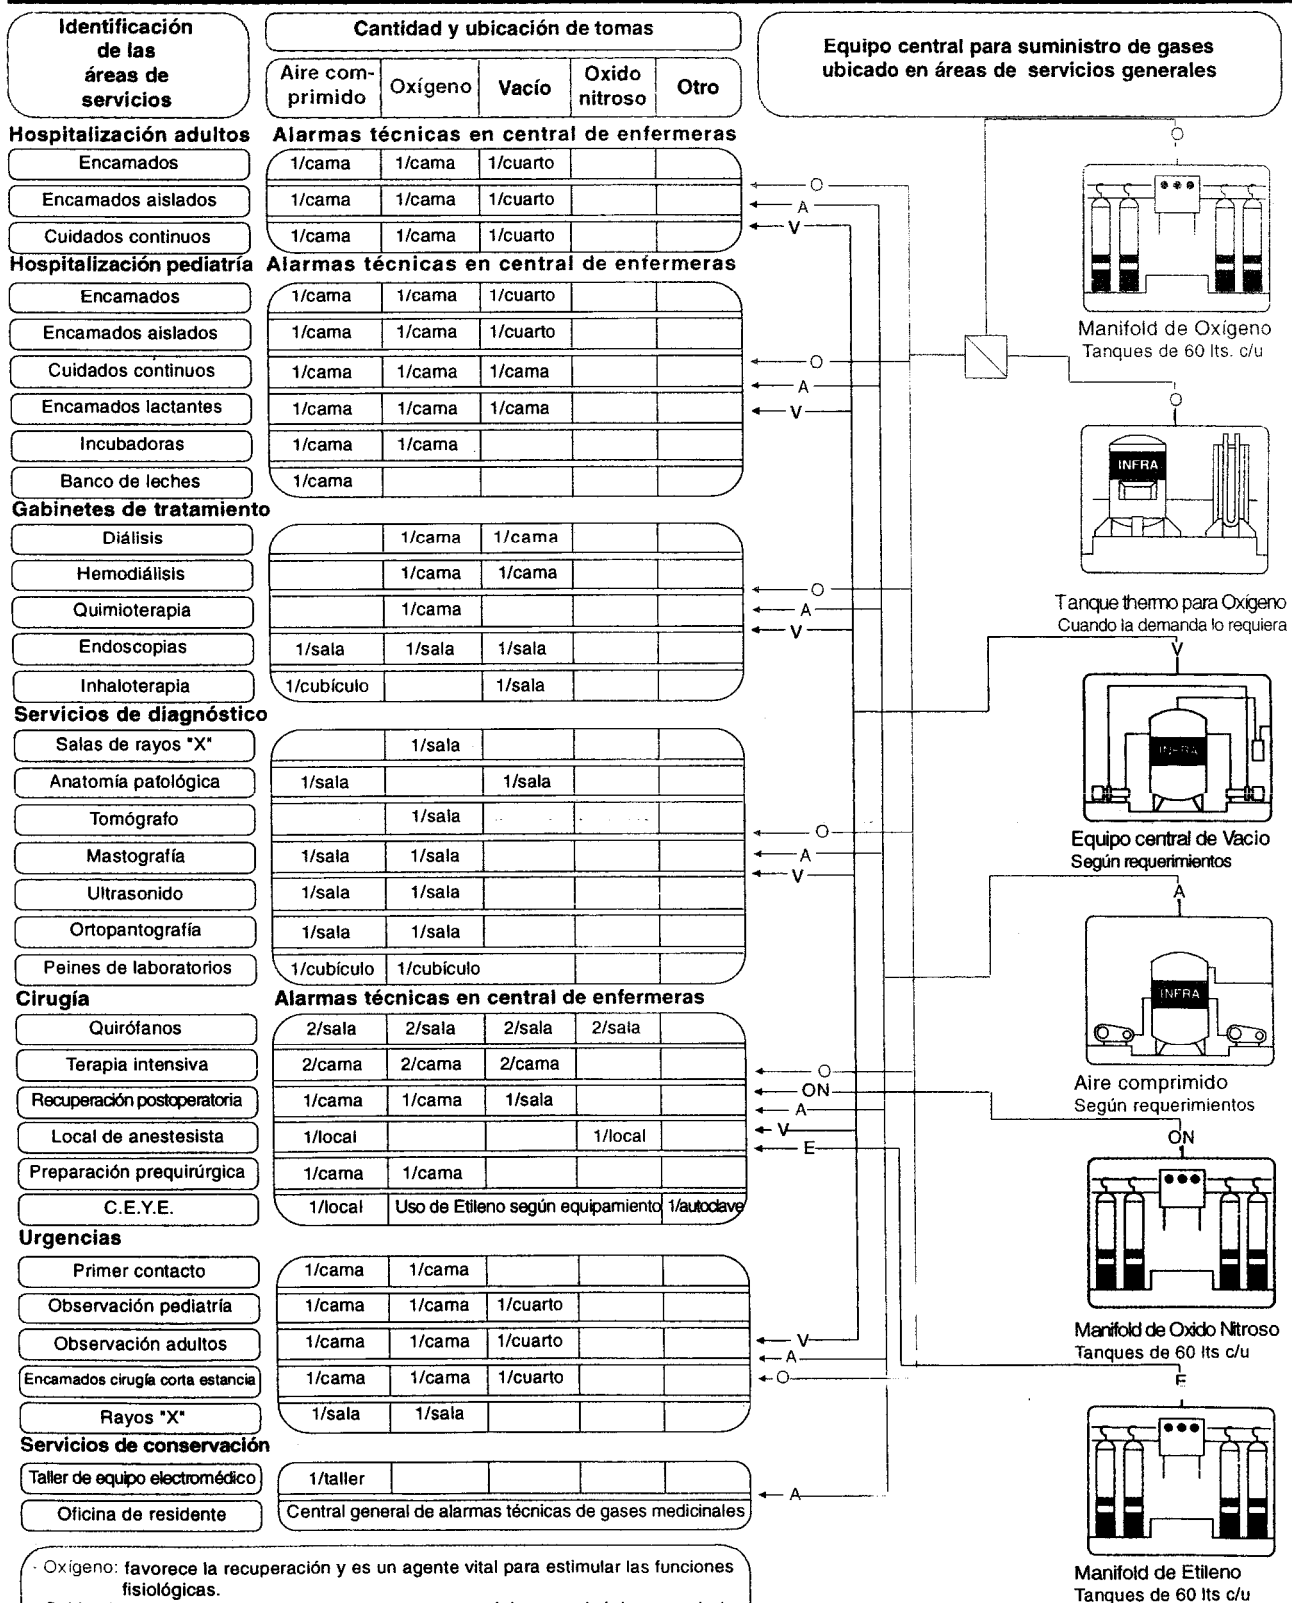 Identificación
de las
áreas de
servicios
Cantidad y ubicación de tomas
Aire com-
primido
Oxígeno
Vacío
Oxido
nitroso
Otro
Equipo central para suministro de gases
ubicado en áreas de servicios generales
Hospitalización adultos Alarmas técnicas en central de enfermeras
Encamados 1/cama 1/cama 1/cuarto
Encamados aislados 1/cama 1/cama 1/cuarto
Cuidados continuos 1/cama 1/cama 1/cuarto
O
A
V
Hospitalización pediatría Alarmas técnicas en central de enfermeras
Encamados 1/cama 1/cama 1/cuarto
Encamados aislados 1/cama 1/cama 1/cuarto
Cuidados continuos 1/cama 1/cama 1/cama
Encamados lactantes 1/cama 1/cama 1/cama
Incubadoras 1/cama 1/cama
Banco de leches 1/cama
O
A
V
Gabinetes de tratamiento
Diálisis 1/cama 1/cama
Hemodiálisis 1/cama 1/cama
Quimioterapia 1/cama
Endoscopias 1/sala 1/sala 1/sala
Inhaloterapia 1/cubículo 1/sala
O
A
V
Servicios de diagnóstico
Salas de rayos "X" 1/sala
Anatomía patológica 1/sala 1/sala
Tomógrafo 1/sala
Mastografía 1/sala 1/sala
Ultrasonido 1/sala 1/sala
Ortopantografía 1/sala 1/sala
Peines de laboratorios 1/cubículo 1/cubículo
O
A
V
Cirugía Alarmas técnicas en central de enfermeras
Quirófanos 2/sala 2/sala 2/sala 2/sala
Terapia intensiva 2/cama 2/cama 2/cama
Recuperación postoperatoria 1/cama 1/cama 1/sala
Local de anestesista 1/local 1/local
Preparación prequirúrgica 1/cama 1/cama
C.E.Y.E. 1/local Uso de Etileno según equipamiento 1/autoclave
O
ON
A
V
E
Urgencias
Primer contacto 1/cama 1/cama
Observación pediatría 1/cama 1/cama 1/cuarto
Observación adultos 1/cama 1/cama 1/cuarto
Encamados cirugía corta estancia 1/cama 1/cama 1/cuarto
Rayos "X" 1/sala 1/sala
V
A
O
Servicios de conservación
Taller de equipo electromédico 1/taller
Oficina de residente Central general de alarmas técnicas de gases medicinales
A
O
Manifold de Oxígeno
Tanques de 60 lts. c/u
O
INFRA
Tanque thermo para Oxígeno
Cuando la demanda lo requiera
V
INFRA
Equipo central de Vacio
Según requerimientos
A
INFRA
Aire comprimido
Según requerimientos
ON
Manifold de Oxido Nitroso
Tanques de 60 lts c/u
E
Manifold de Etileno
Tanques de 60 lts c/u
- Oxígeno: favorece la recuperación y es un agente vital para estimular las funciones
fisiológicas.